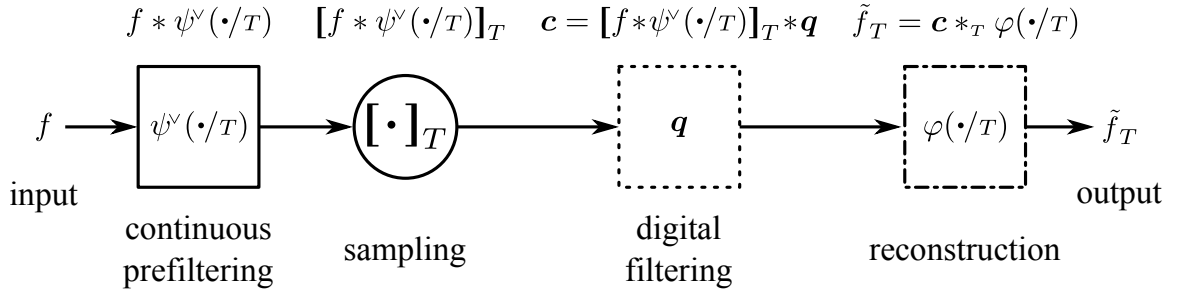 f ∗ ψ^∨(·/T) [f ∗ ψ^∨(·/T)]_T c = [f∗ψ^∨(·/T)]_T∗q f̃_T = c ∗_T φ(·/T)
f ψ^∨(·/T) [·]_T q φ(·/T) f̃_T
input output
continuous
prefiltering
sampling
digital
filtering
reconstruction